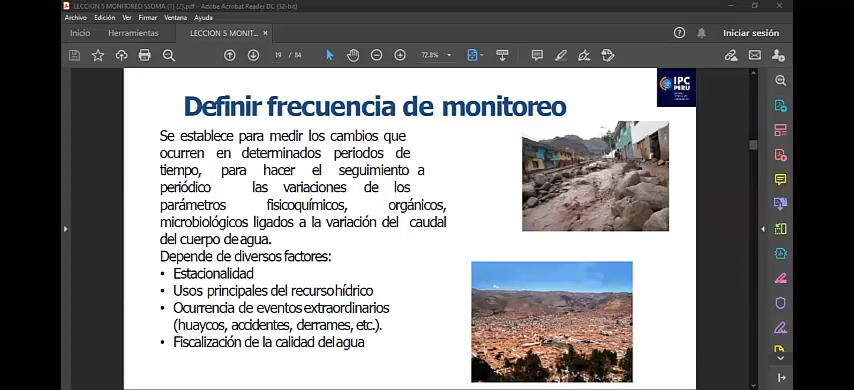 LECCION 5 MONITOREO SSOMA (1) (2).pdf - Adobe Acrobat Reader DC (32-bit)
Archivo Edición Ver Firmar Ventana Ayuda
Inicio Herramientas LECCION 5 MONIT... × Iniciar sesión
19 / 84 72.8%
IPC
PERU
Definir frecuencia de monitoreo
Se establece para medir los cambios que
ocurren en determinados periodos de
tiempo, para hacer el seguimiento a
periódico las variaciones de los
parámetros fisicoquímicos, orgánicos,
microbiológicos ligados a la variación del caudal
del cuerpo de agua.
Depende de diversos factores:
• Estacionalidad
• Usos principales del recurso hídrico
• Ocurrencia de eventos extraordinarios
(huaycos, accidentes, derrames, etc.).
• Fiscalización de la calidad del agua